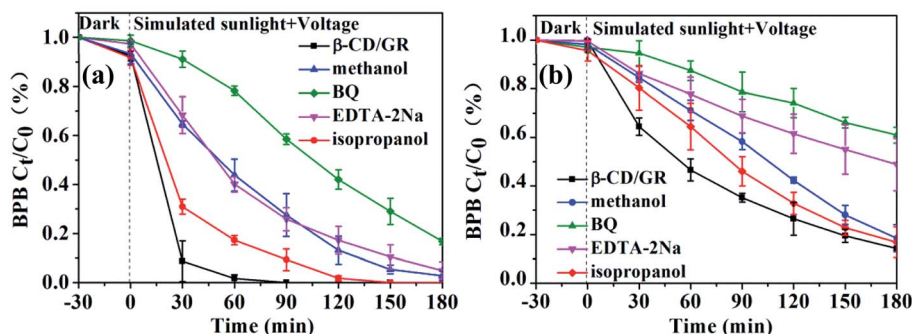 Dark Simulated sunlight+Voltage
(a)
β-CD/GR
methanol
BQ
EDTA-2Na
isopropanol
BPB Ct/C0 (%)
1.0
0.8
0.6
0.4
0.2
0.0
-30 0 30 60 90 120 150 180
Time (min)
Dark Simulated sunlight+Voltage
(b)
β-CD/GR
methanol
BQ
EDTA-2Na
isopropanol
BPB Ct/C0 (%)
1.0
0.8
0.6
0.4
0.2
0.0
-30 0 30 60 90 120 150 180
Time (min)